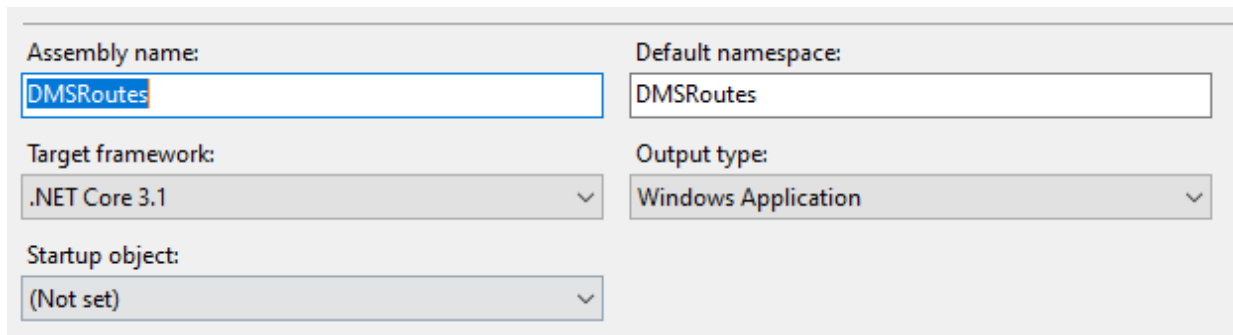 Assembly name:
Default namespace:
DMSRoutes
DMSRoutes
Target framework:
Output type:
.NET Core 3.1
Windows Application
Startup object:
(Not set)